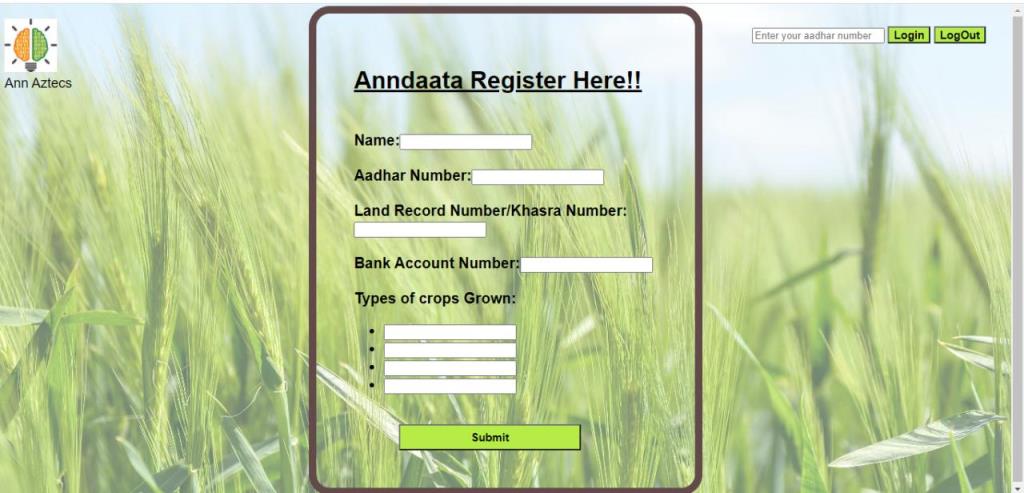 Enter your aadhar number Login LogOut
Ann Aztecs
Anndaata Register Here!!
Name:
Aadhar Number:
Land Record Number/Khasra Number:
Bank Account Number:
Types of crops Grown:
Submit